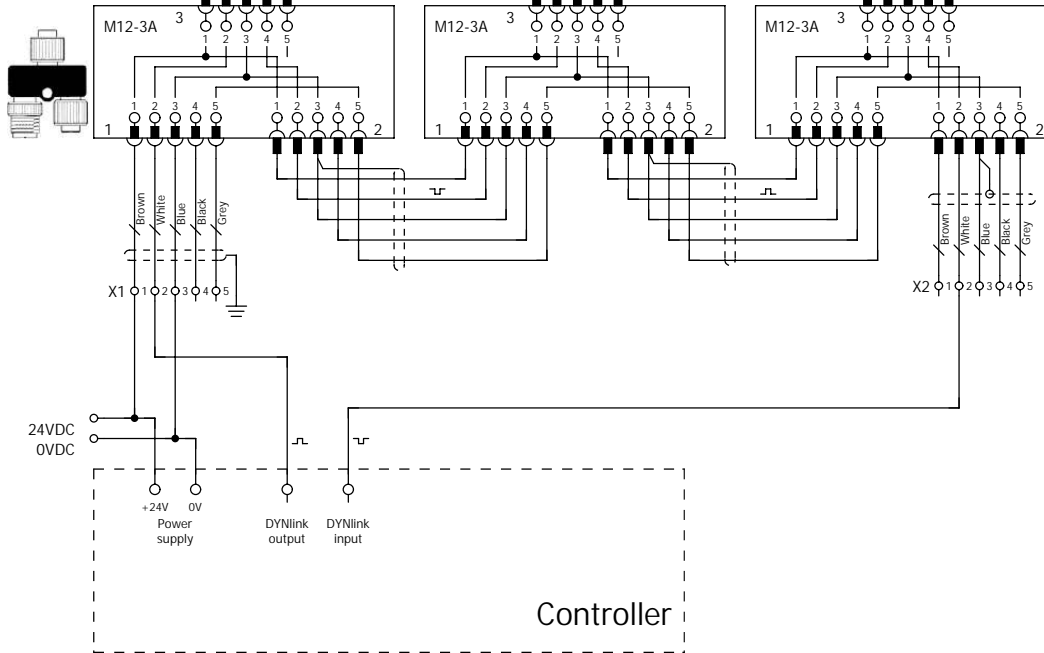 M12-3A 3 M12-3A 3 M12-3A 3
1 2 3 4 5 1 2 3 4 5 1 2 3 4 5
1 2 3 4 5 1 2 3 4 5 1 2 3 4 5 1 2 3 4 5 1 2 3 4 5 1 2 3 4 5
1 2 1 2 1 2
Brown White Blue Black Grey
Brown White Blue Black Grey
X1 1 2 3 4 5
X2 1 2 3 4 5
24VDC
0VDC
+24V 0V
Power
supply
DYNlink
output
DYNlink
input
Controller